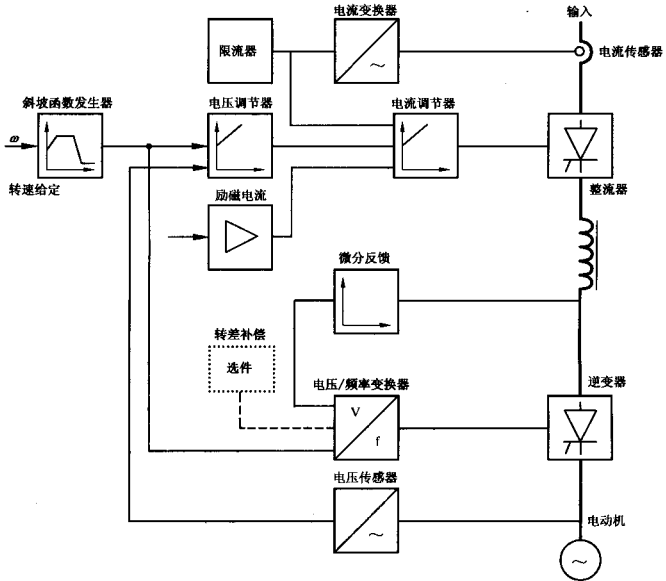 电流变换器
输入
限流器
~
电流传感器
斜坡函数发生器
电压调节器
电流调节器
ω
转速给定
励磁电流
整流器
微分反馈
转差补偿
选件
电压/频率变换器
逆变器
V
f
电压传感器
~
电动机
~